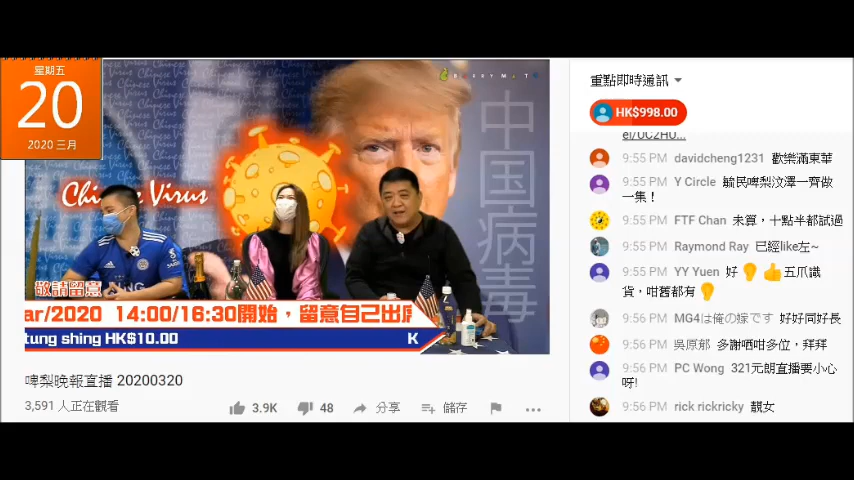 星期五
20
2020 三月
BEERYMATE
中国病毒
Chinese Virus
敬請留意
ar/2020 14:00/16:30開始，留意自己出席
tung shing HK$10.00
K
啤梨晚報直播 20200320
3,591 人正在觀看
3.9K
48
分享
儲存
重點即時通訊
HK$998.00
9:55 PM davidcheng1231 歡樂滿東華
9:55 PM Y Circle 毓民啤梨汶澤一齊做
一集！
9:55 PM FTF Chan 未算，十點半都試過
9:55 PM Raymond Ray 已經like左~
9:55 PM YY Yuen 好👂👍五爪識
貨，咁舊都有👂
9:56 PM MG4は俺の嫁です 好好同好長
9:56 PM 吳原郁 多謝哂咁多位，拜拜
9:56 PM PC Wong 321元朗直播要小心
呀!
9:56 PM rick rickricky 靚女